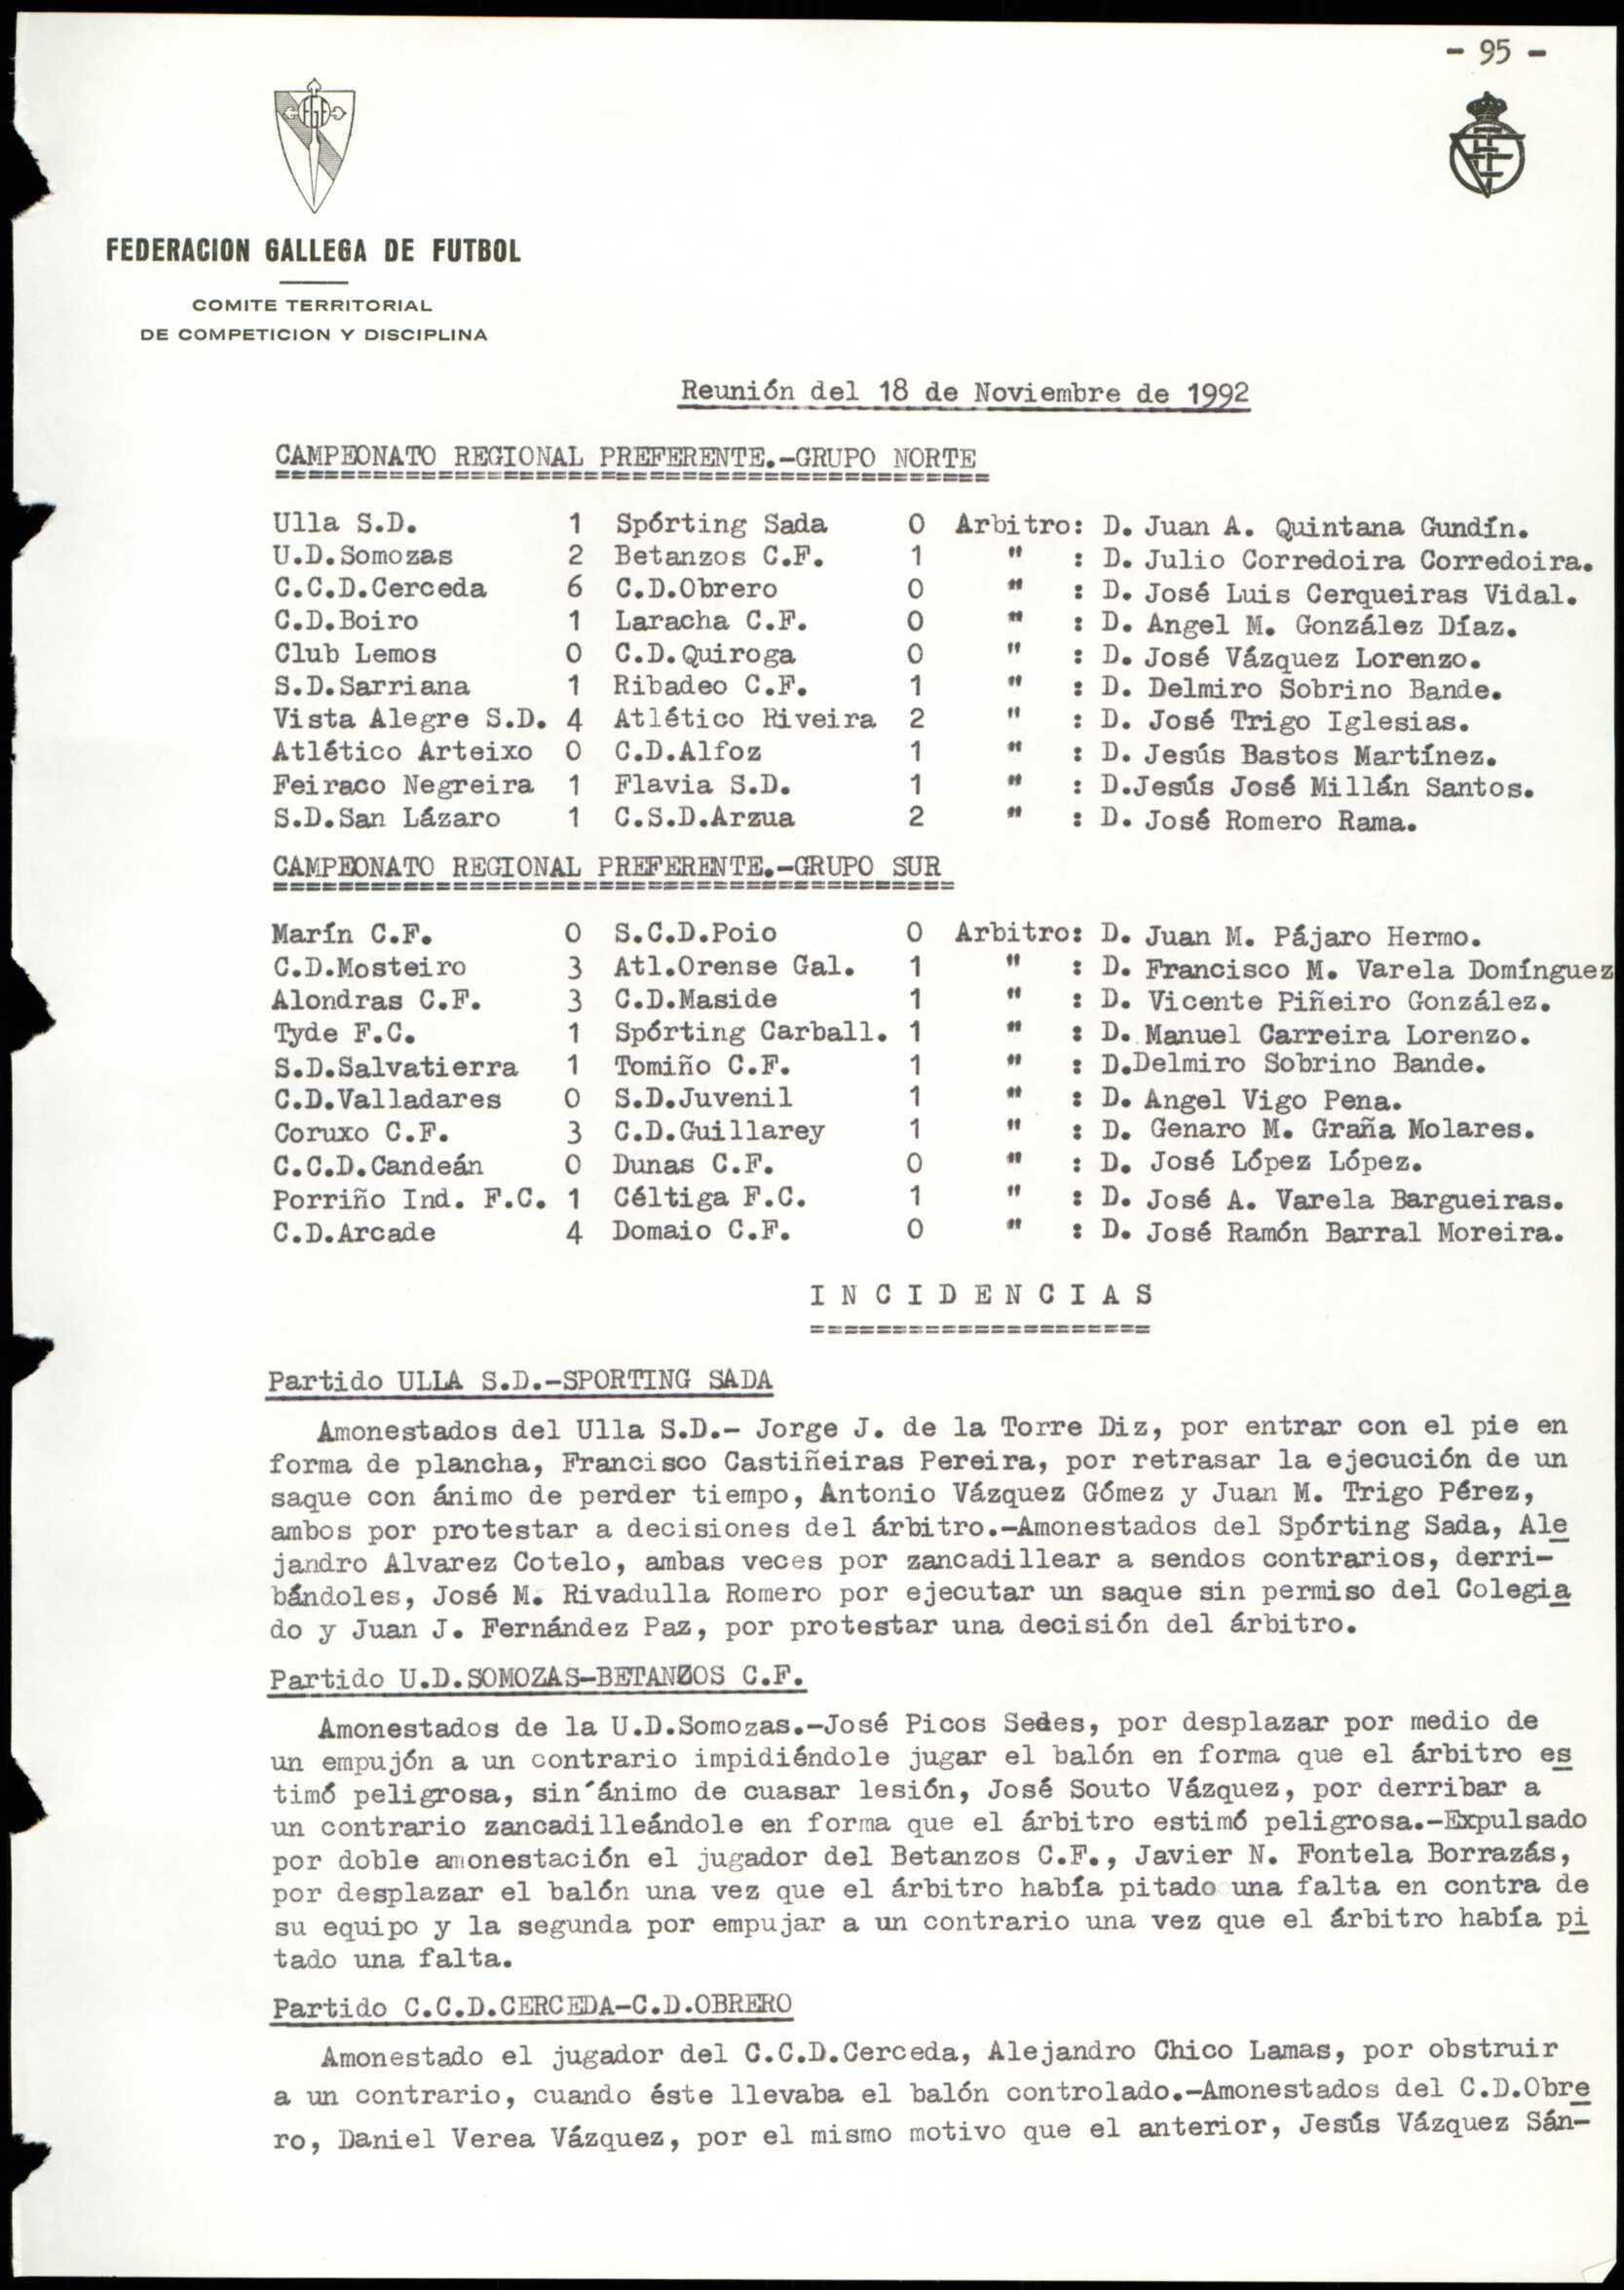 - 95 -
FEDERACION GALLEGA DE FUTBOL
COMITE TERRITORIAL
DE COMPETICION Y DISCIPLINA
Reunión del 18 de Noviembre de 1992
CAMPEONATO REGIONAL PREFERENTE.-GRUPO NORTE
Ulla S.D. 1 Spórting Sada 0 Arbitro: D. Juan A. Quintana Gundín.
U.D.Somozas 2 Betanzos C.F. 1 " : D. Julio Corredoira Corredoira.
C.C.D.Cerceda 6 C.D.Obrero 0 " : D. José Luis Cerqueiras Vidal.
C.D.Boiro 1 Laracha C.F. 0 " : D. Angel M. González Díaz.
Club Lemos 0 C.D.Quiroga 0 " : D. José Vázquez Lorenzo.
S.D.Sarriana 1 Ribadeo C.F. 1 " : D. Delmiro Sobrino Bande.
Vista Alegre S.D. 4 Atlético Riveira 2 " : D. José Trigo Iglesias.
Atlético Arteixo 0 C.D.Alfoz 1 " : D. Jesús Bastos Martínez.
Feiraco Negreira 1 Flavia S.D. 1 " : D.Jesús José Millán Santos.
S.D.San Lázaro 1 C.S.D.Arzua 2 " : D. José Romero Rama.
CAMPEONATO REGIONAL PREFERENTE.-GRUPO SUR
Marín C.F. 0 S.C.D.Poio 0 Arbitro: D. Juan M. Pájaro Hermo.
C.D.Mosteiro 3 Atl.Orense Gal. 1 " : D. Francisco M. Varela Domínguez
Alondras C.F. 3 C.D.Maside 1 " : D. Vicente Piñeiro González.
Tyde F.C. 1 Spórting Carball. 1 " : D. Manuel Carreira Lorenzo.
S.D.Salvatierra 1 Tomiño C.F. 1 " : D.Delmiro Sobrino Bande.
C.D.Valladares 0 S.D.Juvenil 1 " : D. Angel Vigo Pena.
Coruxo C.F. 3 C.D.Guillarey 1 " : D. Genaro M. Graña Molares.
C.C.D.Candeán 0 Dunas C.F. 0 " : D. José López López.
Porriño Ind. F.C. 1 Céltiga F.C. 1 " : D. José A. Varela Bargueiras.
C.D.Arcade 4 Domaio C.F. 0 " : D. José Ramón Barral Moreira.
I N C I D E N C I A S
Partido ULLA S.D.-SPORTING SADA
Amonestados del Ulla S.D.- Jorge J. de la Torre Diz, por entrar con el pie en
forma de plancha, Francisco Castiñeiras Pereira, por retrasar la ejecución de un
saque con ánimo de perder tiempo, Antonio Vázquez Gómez y Juan M. Trigo Pérez,
ambos por protestar a decisiones del árbitro.-Amonestados del Spórting Sada, Ale
jandro Alvarez Cotelo, ambas veces por zancadillear a sendos contrarios, derri-
bándoles, José M. Rivadulla Romero por ejecutar un saque sin permiso del Colegia
do y Juan J. Fernández Paz, por protestar una decisión del árbitro.
Partido U.D.SOMOZAS-BETANZOS C.F.
Amonestados de la U.D.Somozas.-José Picos Sedes, por desplazar por medio de
un empujón a un contrario impidiéndole jugar el balón en forma que el árbitro es
timó peligrosa, sin´ánimo de cuasar lesión, José Souto Vázquez, por derribar a
un contrario zancadilleándole en forma que el árbitro estimó peligrosa.-Expulsado
por doble amonestación el jugador del Betanzos C.F., Javier N. Fontela Borrazás,
por desplazar el balón una vez que el árbitro había pitado una falta en contra de
su equipo y la segunda por empujar a un contrario una vez que el árbitro había pi
tado una falta.
Partido C.C.D.CERCEDA-C.D.OBRERO
Amonestado el jugador del C.C.D.Cerceda, Alejandro Chico Lamas, por obstruir
a un contrario, cuando éste llevaba el balón controlado.-Amonestados del C.D.Obre
ro, Daniel Verea Vázquez, por el mismo motivo que el anterior, Jesús Vázquez Sán-